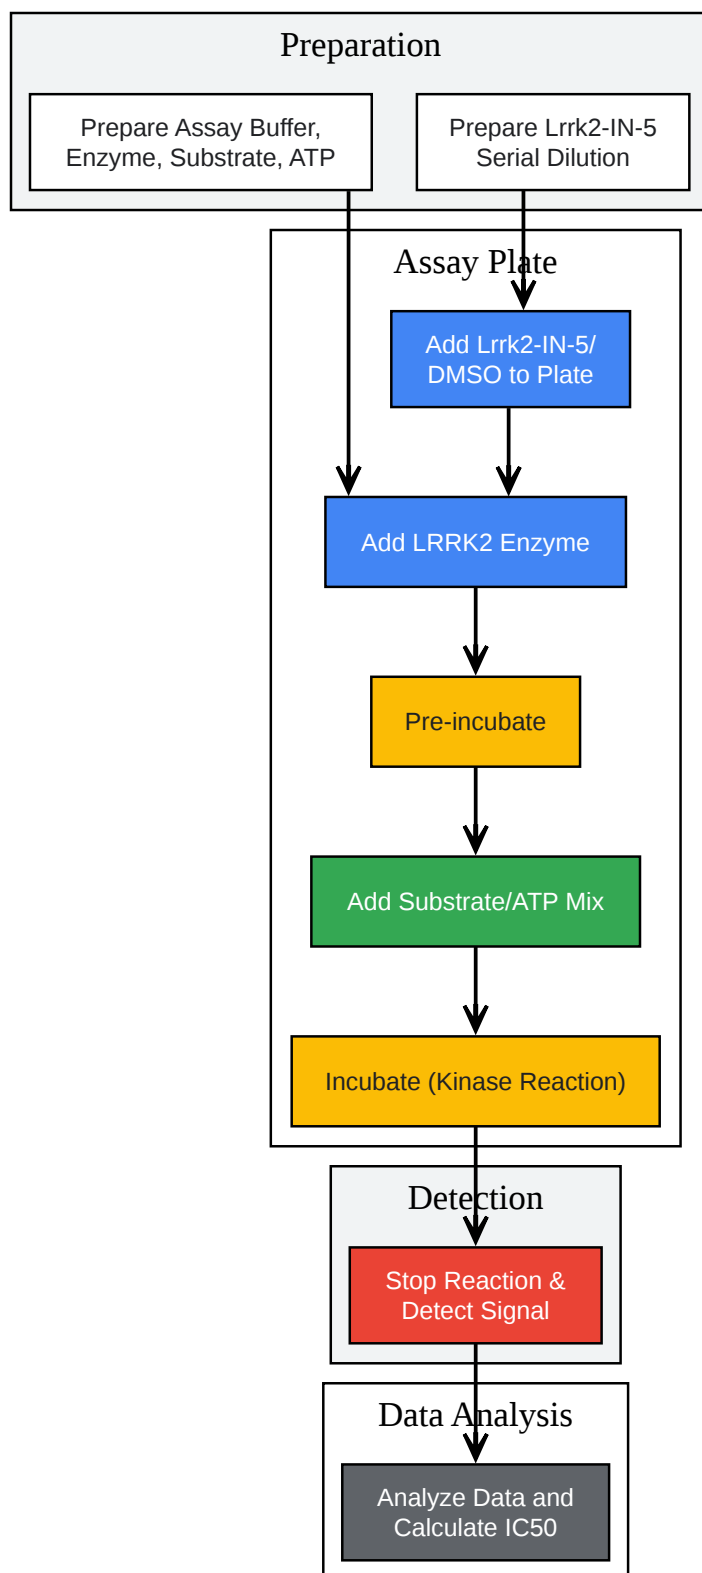 Preparation
Prepare Assay Buffer,
Enzyme, Substrate, ATP
Prepare Lrrk2-IN-5
Serial Dilution
Assay Plate
Add Lrrk2-IN-5/
DMSO to Plate
Add LRRK2 Enzyme
Pre-incubate
Add Substrate/ATP Mix
Incubate (Kinase Reaction)
Detection
Stop Reaction &
Detect Signal
Data Analysis
Analyze Data and
Calculate IC50